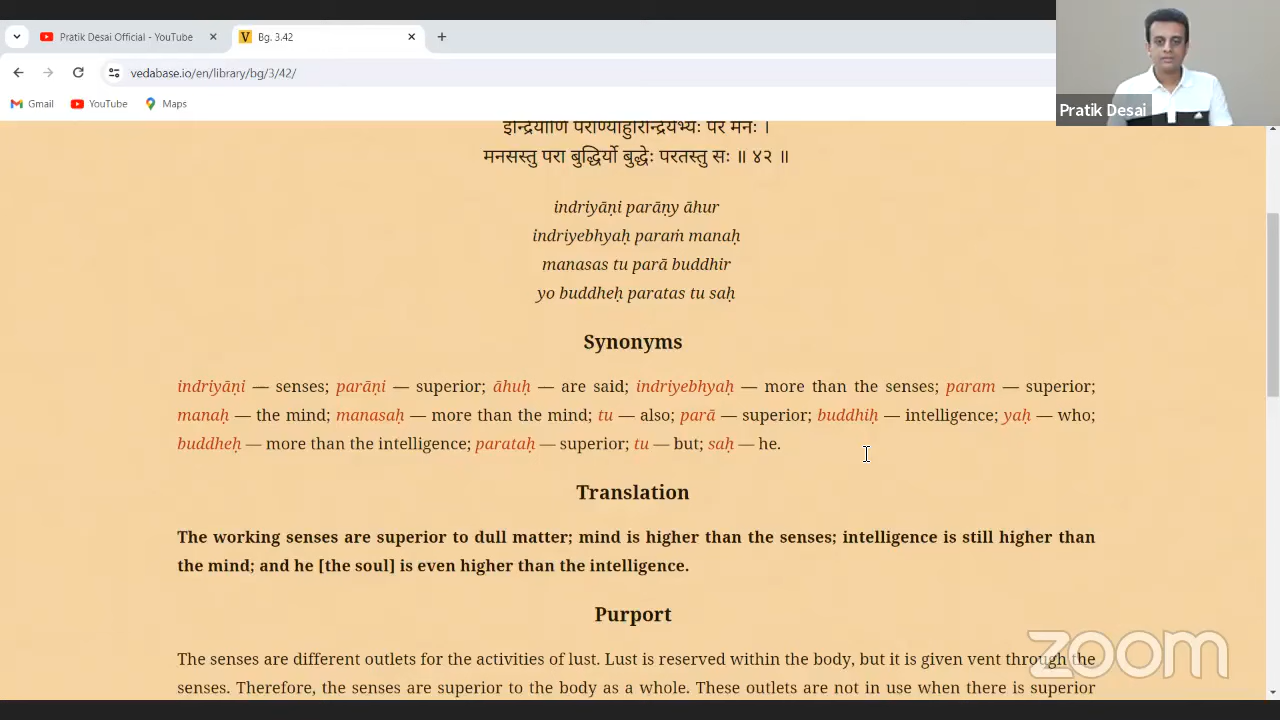 Pratik Desai Official - YouTube
Bg. 3.42
vedabase.io/en/library/bg/3/42/
Gmail YouTube Maps
Pratik Desai
इन्द्रियाणि पराण्याहुरिन्द्रियेभ्यः परं मनः ।
मनसस्तु परा बुद्धिर्यो बुद्धेः परतस्तु सः ॥ ४२ ॥
indriyāṇi parāṇy āhur
indriyebhyaḥ paraṁ manaḥ
manasas tu parā buddhir
yo buddheḥ paratas tu saḥ
Synonyms
indriyāṇi — senses; parāṇi — superior; āhuḥ — are said; indriyebhyaḥ — more than the senses; param — superior;
manaḥ — the mind; manasaḥ — more than the mind; tu — also; parā — superior; buddhiḥ — intelligence; yaḥ — who;
buddheḥ — more than the intelligence; parataḥ — superior; tu — but; saḥ — he.
Translation
The working senses are superior to dull matter; mind is higher than the senses; intelligence is still higher than
the mind; and he [the soul] is even higher than the intelligence.
Purport
The senses are different outlets for the activities of lust. Lust is reserved within the body, but it is given vent through the
senses. Therefore, the senses are superior to the body as a whole. These outlets are not in use when there is superior
zoom